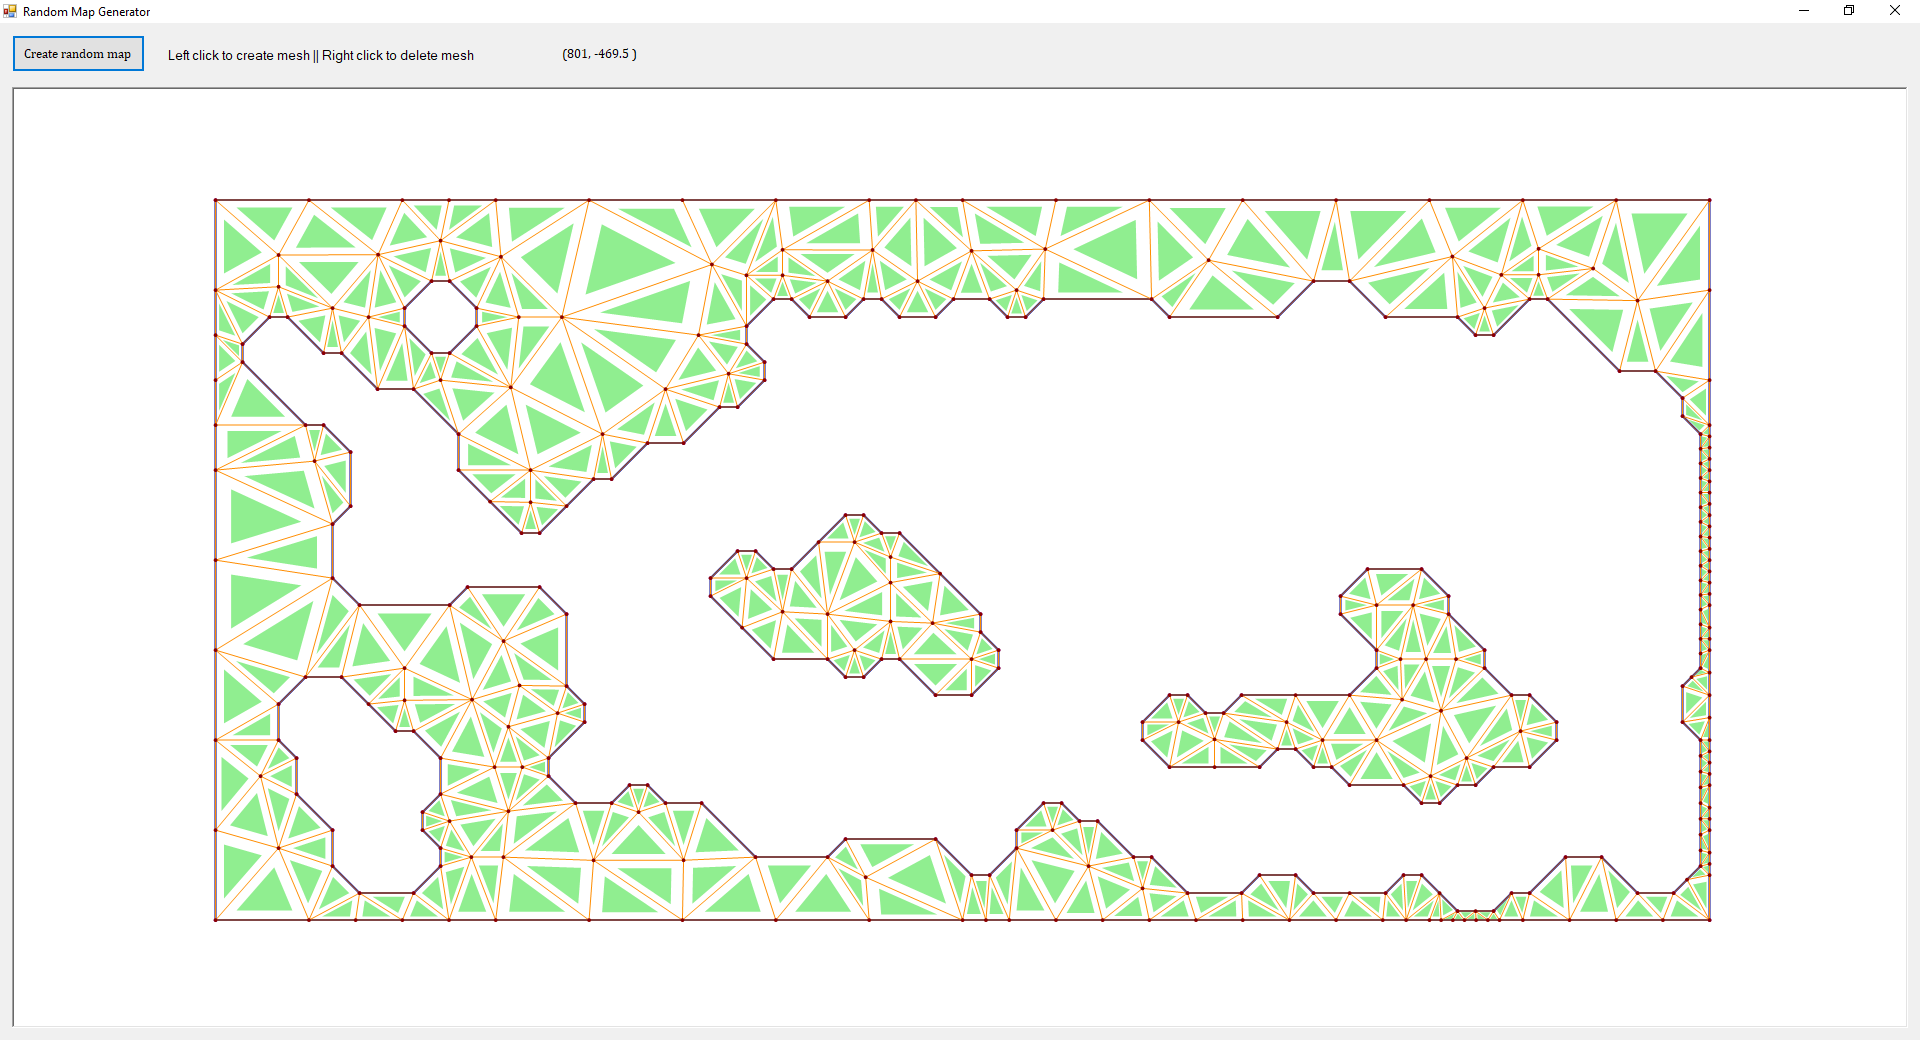 Random Map Generator
Create random map
Left click to create mesh || Right click to delete mesh
(801, -469.5 )